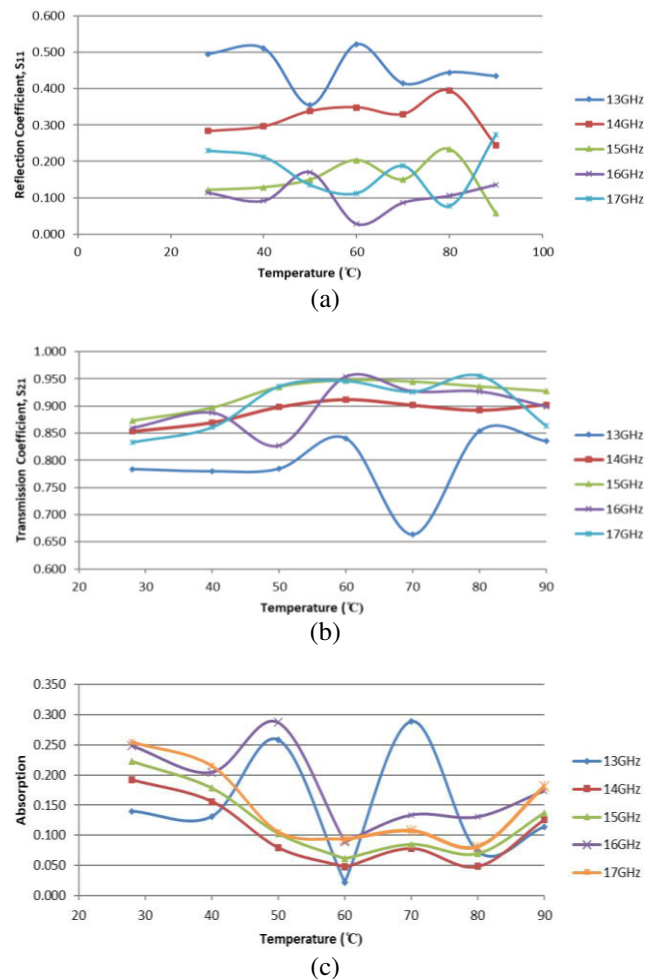 0.600
0.500
0.400
0.300
0.200
0.100
0.000
Reflection Coefficient, S11
0 20 40 60 80 100
Temperature (℃)
13GHz
14GHz
15GHz
16GHz
17GHz
(a)
1.000
0.950
0.900
0.850
0.800
0.750
0.700
0.650
0.600
Transmission Coefficient, S21
20 30 40 50 60 70 80 90
Temperature (℃)
13GHz
14GHz
15GHz
16GHz
17GHz
(b)
0.350
0.300
0.250
0.200
0.150
0.100
0.050
0.000
Absorption
20 30 40 50 60 70 80 90
Temperature (℃)
13GHz
14GHz
15GHz
16GHz
17GHz
(c)